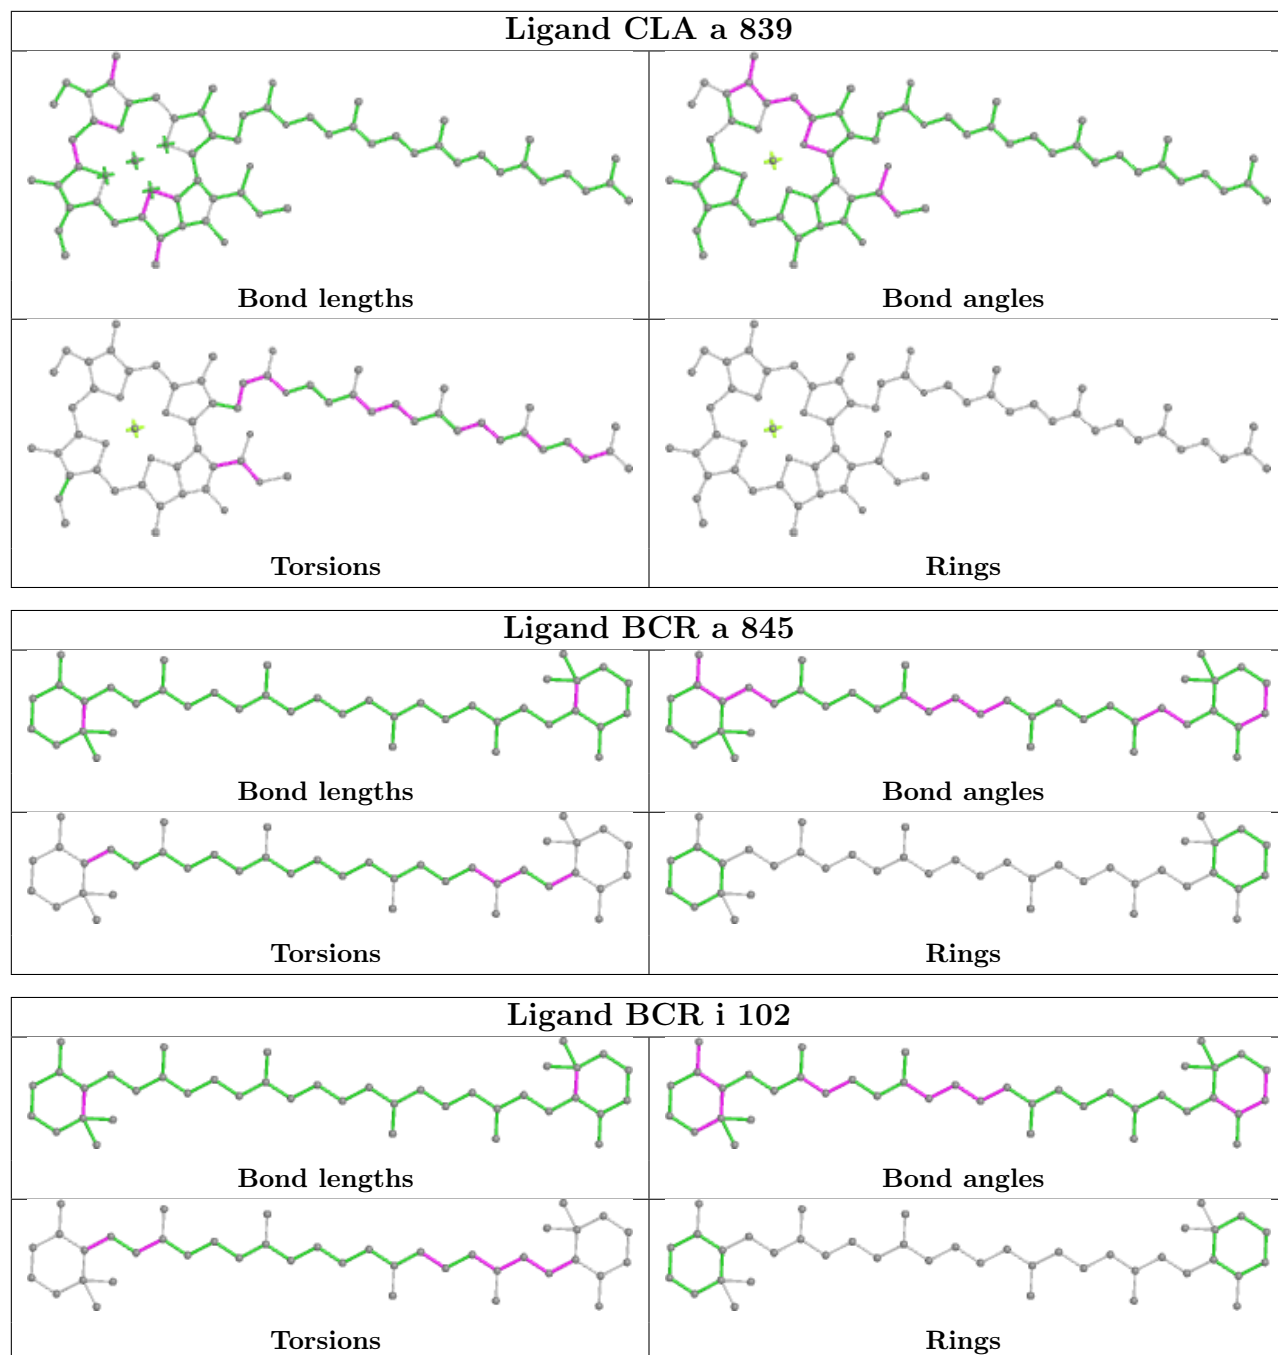 Ligand CLA a 839
Bond lengths
Bond angles
Torsions
Rings
Ligand BCR a 845
Bond lengths
Bond angles
Torsions
Rings
Ligand BCR i 102
Bond lengths
Bond angles
Torsions
Rings